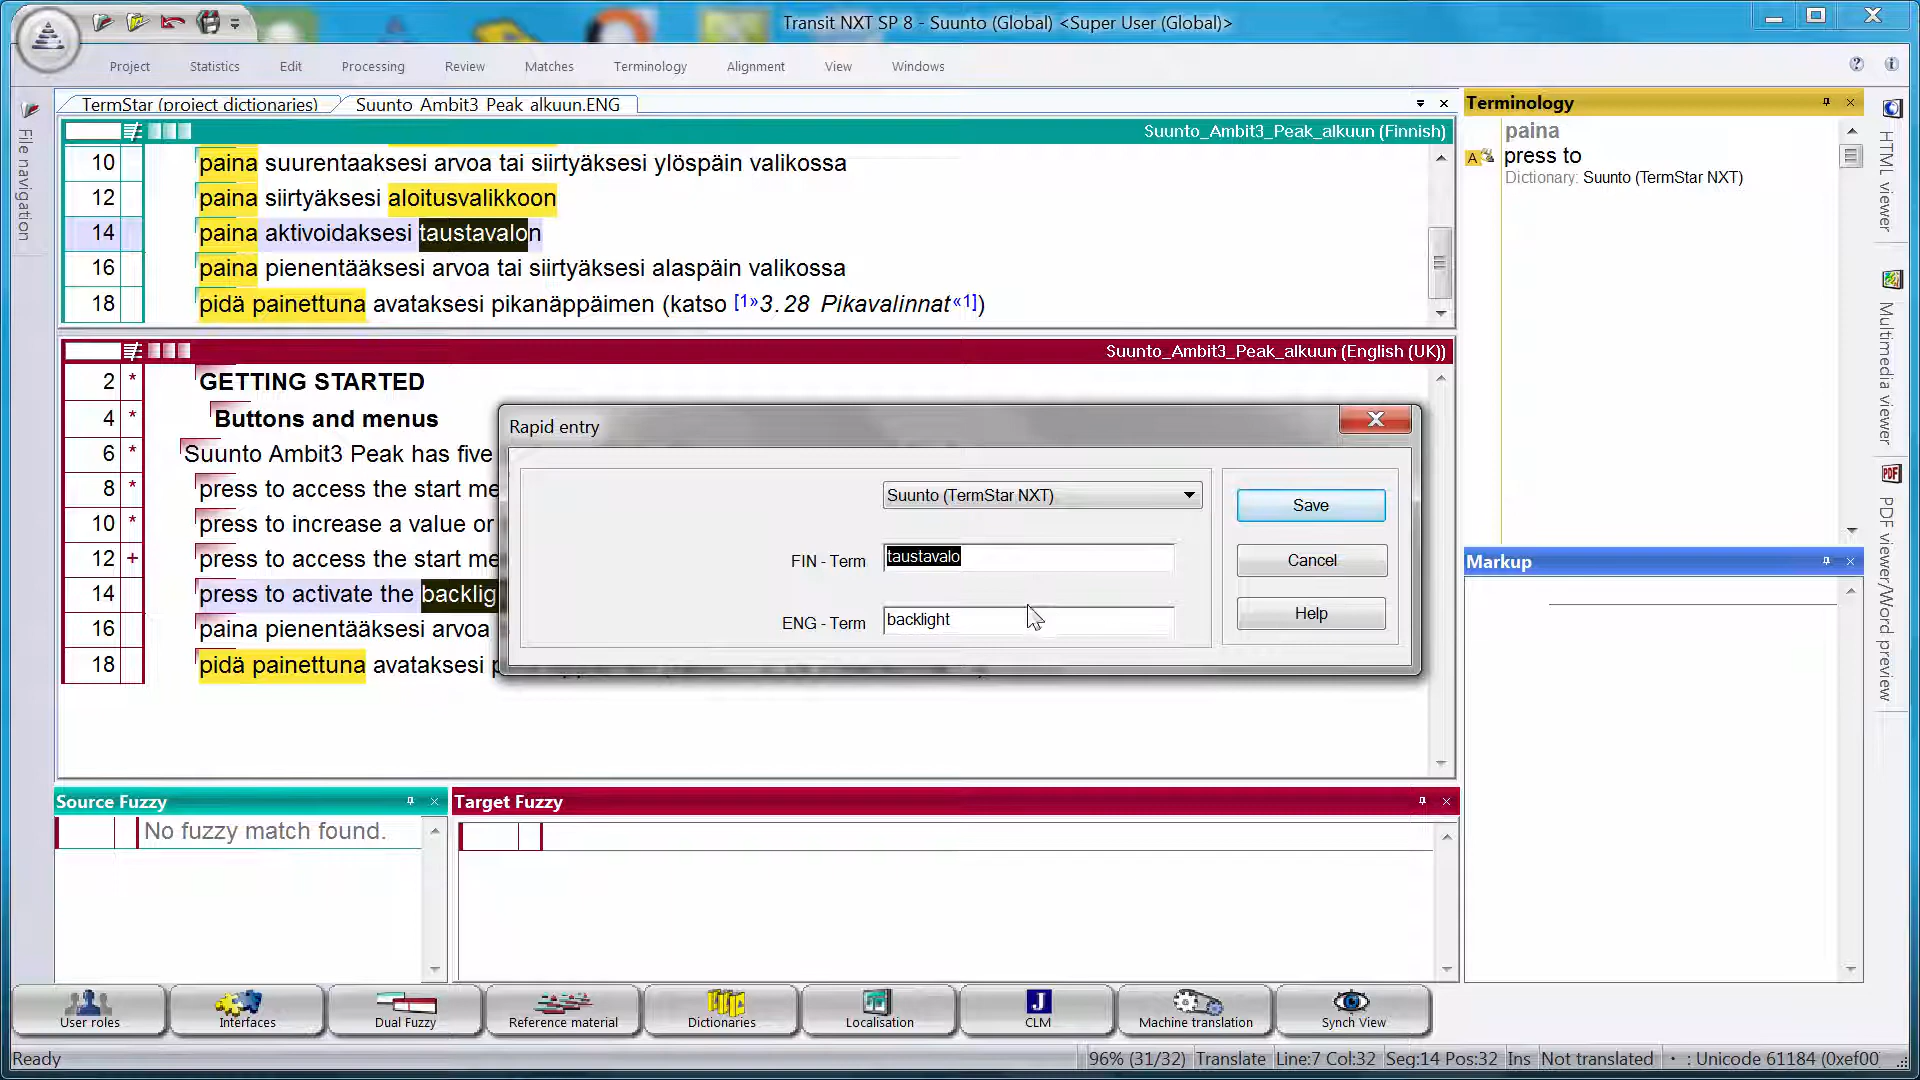 Transit NXT SP 8 - Suunto (Global) <Super User (Global)>
Project Statistics Edit Processing Review Matches Terminology Alignment View Windows
File navigation
TermStar (project dictionaries) Suunto Ambit3 Peak alkuun.ENG
Suunto_Ambit3_Peak_alkuun (Finnish)
10 paina suurentaaksesi arvoa tai siirtyäksesi ylöspäin valikossa
12 paina siirtyäksesi aloitusvalikkoon
14 paina aktivoidaksesi taustavalon
16 paina pienentääksesi arvoa tai siirtyäksesi alaspäin valikossa
18 pidä painettuna avataksesi pikanäppäimen (katso [1»3.28 Pikavalinnat«1])
Suunto_Ambit3_Peak_alkuun (English (UK))
2 * GETTING STARTED
4 * Buttons and menus
6 * Suunto Ambit3 Peak has five
8 * press to access the start me
10 * press to increase a value or
12 + press to access the start me
14 press to activate the backlig
16 paina pienentääksesi arvoa
18 pidä painettuna avataksesi p
Rapid entry
Suunto (TermStar NXT)
FIN - Term taustavalo
ENG - Term backlight
Save
Cancel
Help
Terminology
paina
A press to
Dictionary: Suunto (TermStar NXT)
Markup
HTML viewer
Multimedia viewer
PDF
PDF viewer/Word preview
Source Fuzzy
No fuzzy match found.
Target Fuzzy
User roles
Interfaces
Dual Fuzzy
Reference material
Dictionaries
Localisation
J
CLM
Machine translation
Synch View
Ready
96% (31/32) Translate Line:7 Col:32 Seg:14 Pos:32 Ins Not translated • : Unicode 61184 (0xef00